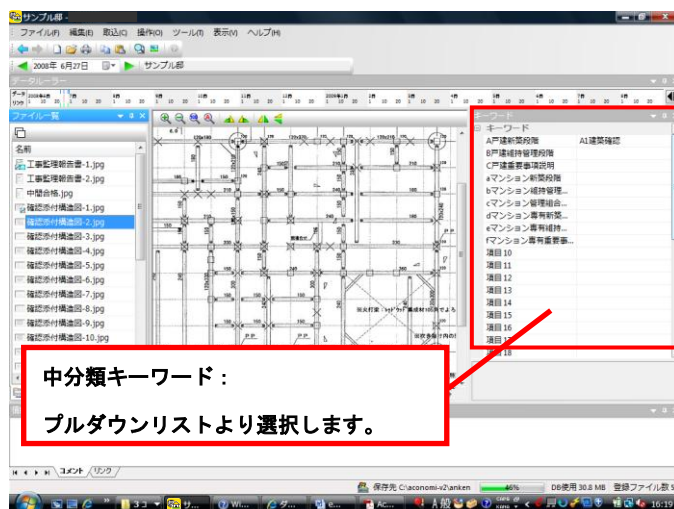 サンプル邸 -
ファイル(F) 編集(E) 取込(C) 操作(O) ツール(T) 表示(V) ヘルプ(H)
2008年 6月27日
サンプル邸
データルーラー
ファイル一覧
名前
工事監理報告書-1.jpg
工事監理報告書-2.jpg
中間合格.jpg
確認添付構造図-1.jpg
確認添付構造図-2.jpg
確認添付構造図-3.jpg
確認添付構造図-4.jpg
確認添付構造図-5.jpg
確認添付構造図-6.jpg
確認添付構造図-7.jpg
確認添付構造図-8.jpg
確認添付構造図-9.jpg
確認添付構造図-10.jpg
キーワード
キーワード
A戸建新築段階 A1建築確認
B戸建維持管理段階
C戸建重要事項説明
aマンション新築段階
bマンション維持管理...
cマンション管理組合...
dマンション専有新築...
eマンション専有維持...
fマンション専有重要事...
項目 10
項目 11
項目 12
項目 13
項目 14
項目 15
項目 16
項目 17
項目 18
中分類キーワード：
プルダウンリストより選択します。
コメント リンク
保存先 C:\aconomi-v2\anken 46% DB使用 30.8 MB 登録ファイル数
16:19